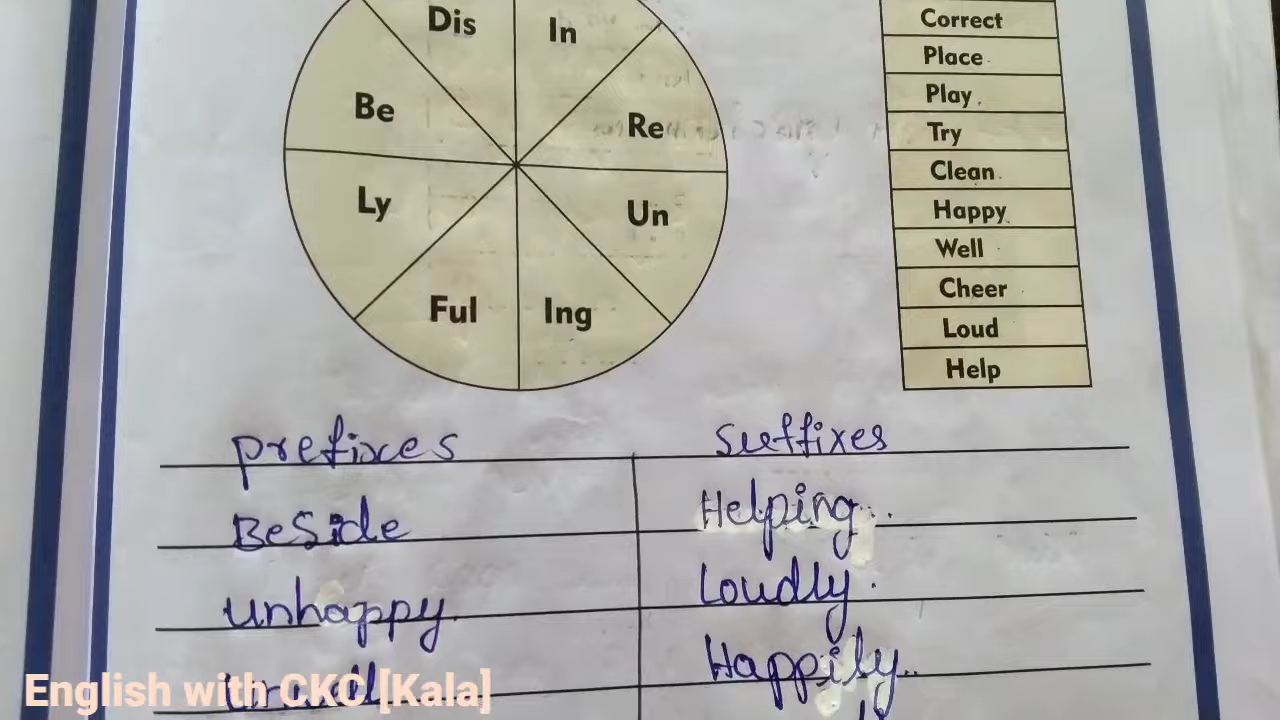 Dis In
Be Re
Ly Un
Ful Ing
Correct
Place
Play
Try
Clean
Happy
Well
Cheer
Loud
Help
Prefixes Suffixes
BeSide Helping
unhappy Loudly
Happily
English with CKC [Kala]